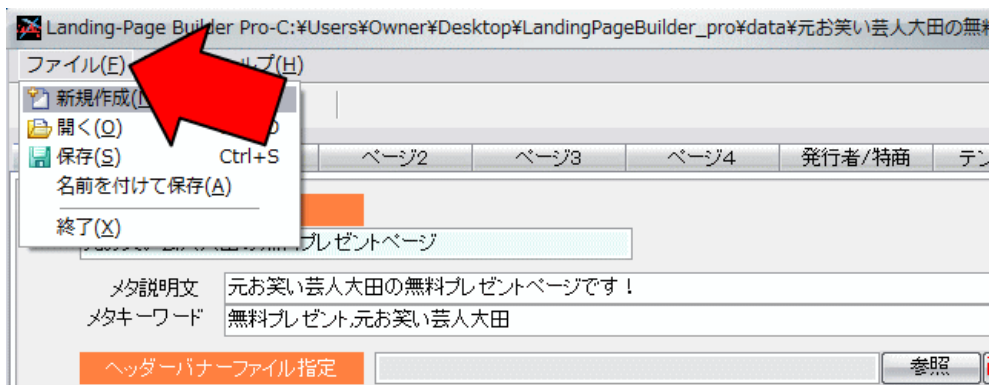 Landing-Page Builder Pro-C:¥Users¥Owner¥Desktop¥LandingPageBuilder_pro¥data¥元お笑い芸人大田の無料
ファイル(F) ルプ(H)
新規作成(
開く(O)
保存(S) Ctrl+S
名前を付けて保存(A)
終了(X)
ページ2 ページ3 ページ4 発行者/特商 テン
プレゼントページ
メタ説明文 元お笑い芸人大田の無料プレゼントページです！
メタキーワード 無料プレゼント,元お笑い芸人大田
ヘッダーバナーファイル指定 参照